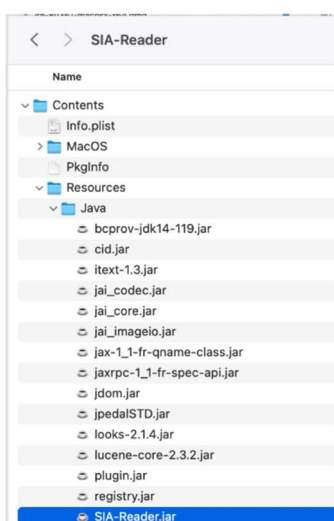 SIA-Reader
Name
Contents
Info.plist
MacOS
PkgInfo
Resources
Java
bcprov-jdk14-119.jar
cid.jar
itext-1.3.jar
jai_codec.jar
jai_core.jar
jai_imageio.jar
jax-1_1-fr-qname-class.jar
jaxrpc-1_1-fr-spec-api.jar
jdom.jar
jpedalSTD.jar
looks-2.1.4.jar
lucene-core-2.3.2.jar
plugin.jar
registry.jar
SIA-Reader.jar